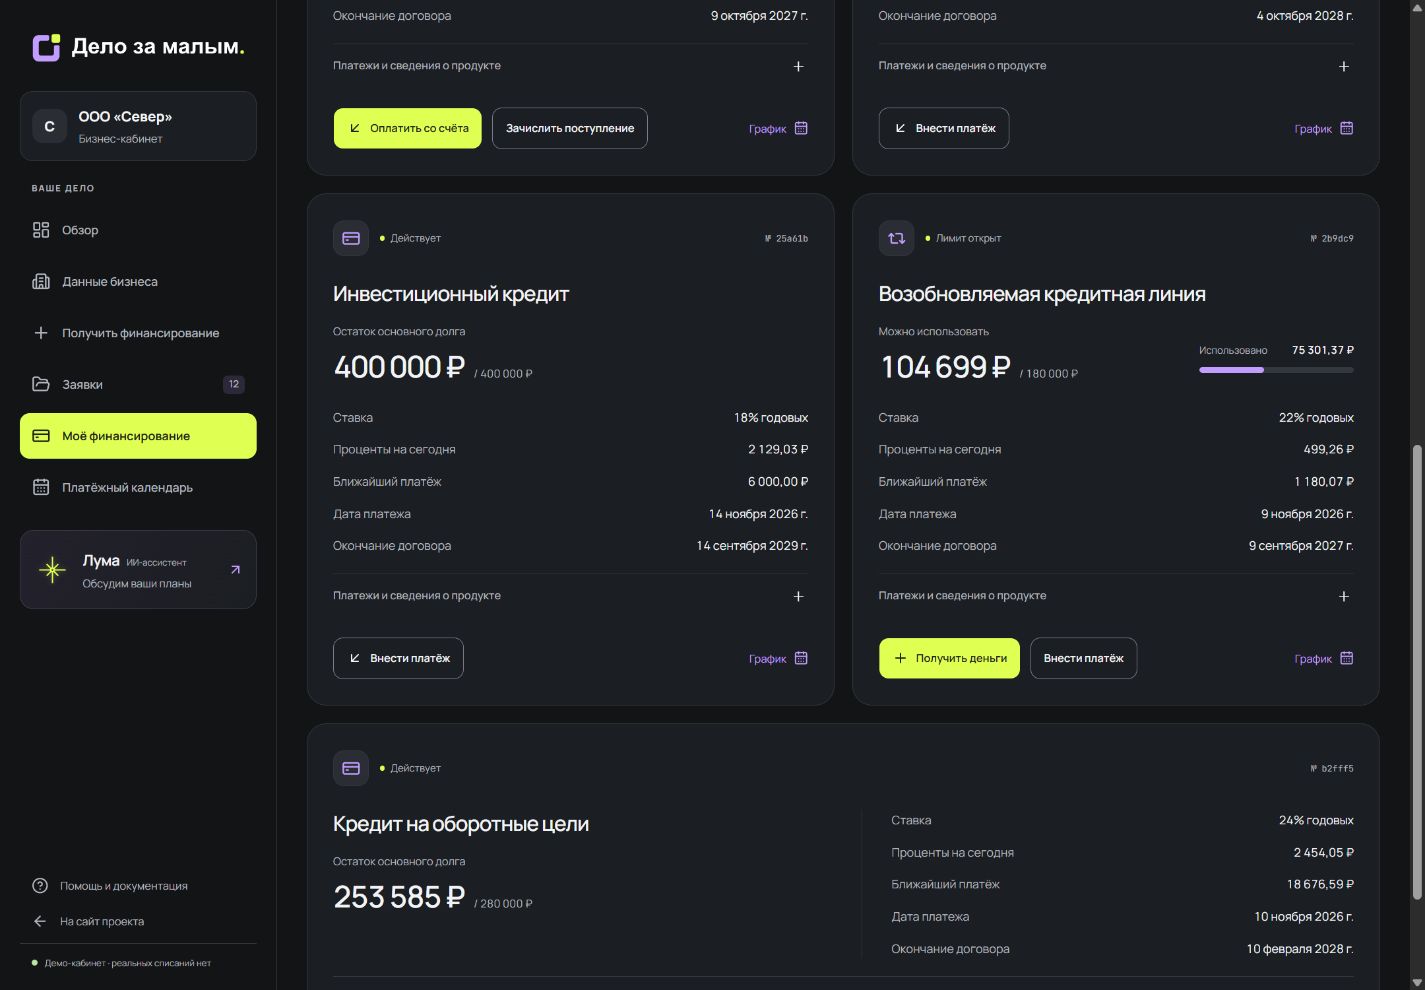 Дело за малым.
С
ООО «Север»
Бизнес-кабинет
ВАШЕ ДЕЛО
Обзор
Данные бизнеса
Получить финансирование
Заявки 12
Моё финансирование
Платёжный календарь
Лума ИИ-ассистент
Обсудим ваши планы
Помощь и документация
На сайт проекта
Демо-кабинет · реальных списаний нет
Окончание договора 9 октября 2027 г.
Платежи и сведения о продукте
Оплатить со счёта Зачислить поступление График
Окончание договора 4 октября 2028 г.
Платежи и сведения о продукте
Внести платёж График
Действует № 25a61b
Инвестиционный кредит
Остаток основного долга
400 000 ₽ / 400 000 ₽
Ставка 18% годовых
Проценты на сегодня 2 129,03 ₽
Ближайший платёж 6 000,00 ₽
Дата платежа 14 ноября 2026 г.
Окончание договора 14 сентября 2029 г.
Платежи и сведения о продукте
Внести платёж График
Лимит открыт № 2b9dc9
Возобновляемая кредитная линия
Можно использовать
104 699 ₽ / 180 000 ₽
Использовано 75 301,37 ₽
Ставка 22% годовых
Проценты на сегодня 499,26 ₽
Ближайший платёж 1 180,07 ₽
Дата платежа 9 ноября 2026 г.
Окончание договора 9 сентября 2027 г.
Платежи и сведения о продукте
Получить деньги Внести платёж График
Действует № b2fff5
Кредит на оборотные цели
Остаток основного долга
253 585 ₽ / 280 000 ₽
Ставка 24% годовых
Проценты на сегодня 2 454,05 ₽
Ближайший платёж 18 676,59 ₽
Дата платежа 10 ноября 2026 г.
Окончание договора 10 февраля 2028 г.